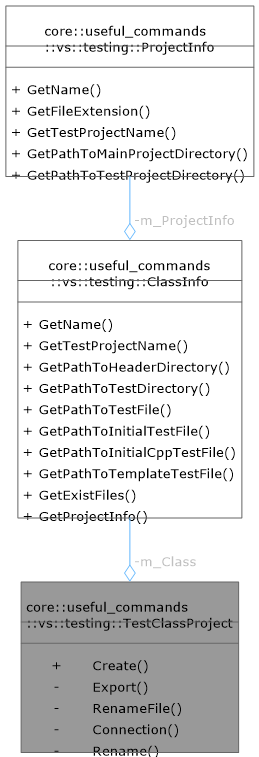 core::useful_commands
::vs::testing::ProjectInfo
+ GetName()
+ GetFileExtension()
+ GetTestProjectName()
+ GetPathToMainProjectDirectory()
+ GetPathToTestProjectDirectory()
-m_ProjectInfo
core::useful_commands
::vs::testing::ClassInfo
+ GetName()
+ GetTestProjectName()
+ GetPathToHeaderDirectory()
+ GetPathToTestDirectory()
+ GetPathToTestFile()
+ GetPathToInitialTestFile()
+ GetPathToInitialCppTestFile()
+ GetPathToTemplateTestFile()
+ GetExistFiles()
+ GetProjectInfo()
-m_Class
core::useful_commands
::vs::testing::TestClassProject
+ Create()
- Export()
- RenameFile()
- Connection()
- Rename()